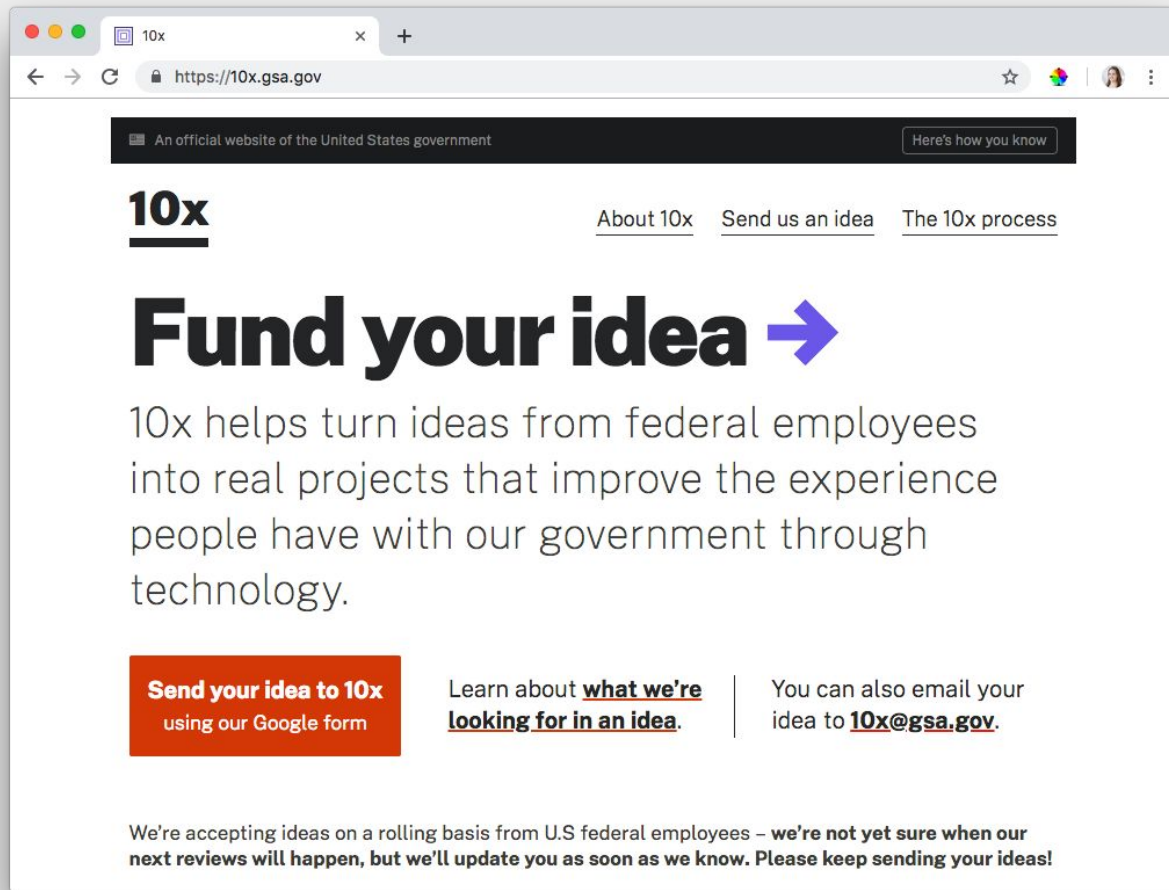 10x
https://10x.gsa.gov
An official website of the United States government
Here's how you know
10x
About 10x
Send us an idea
The 10x process
Fund your idea →
10x helps turn ideas from federal employees
into real projects that improve the experience
people have with our government through
technology.
Send your idea to 10x
using our Google form
Learn about what we're
looking for in an idea.
You can also email your
idea to 10x@gsa.gov.
We're accepting ideas on a rolling basis from U.S federal employees – we're not yet sure when our
next reviews will happen, but we'll update you as soon as we know. Please keep sending your ideas!